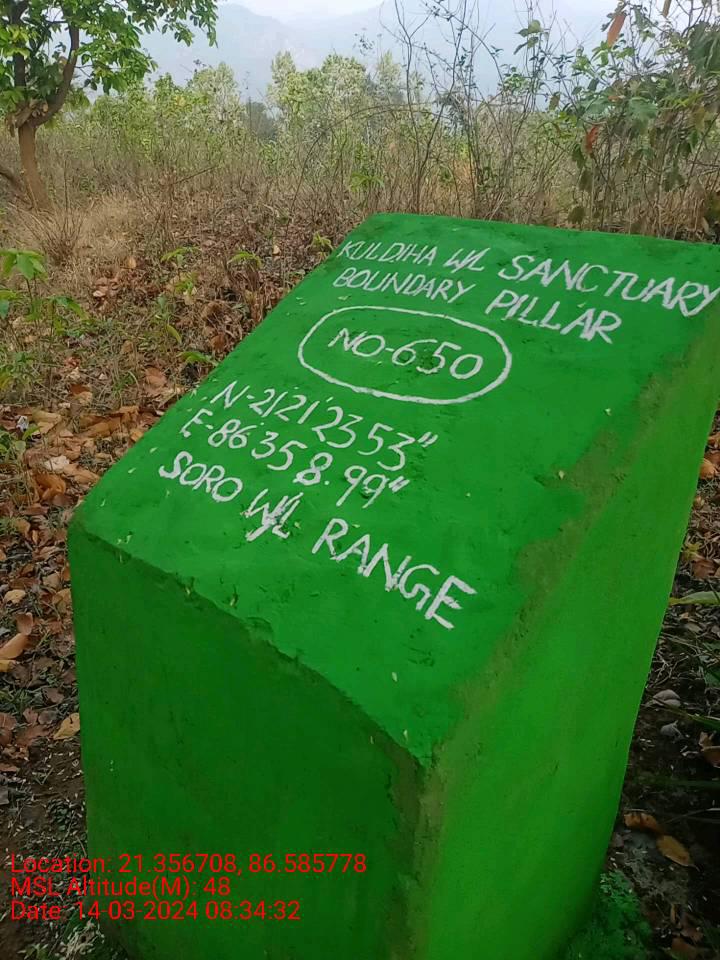 KULDIHA W/L SANCTUARY
BOUNDARY PILLAR
NO-650
N-21°21'23.53"
E-86°35'8.99"
SORO W/L RANGE
Location: 21.356708, 86.585778
MSL Altitude(M): 48
Date: 14-03-2024 08:34:32